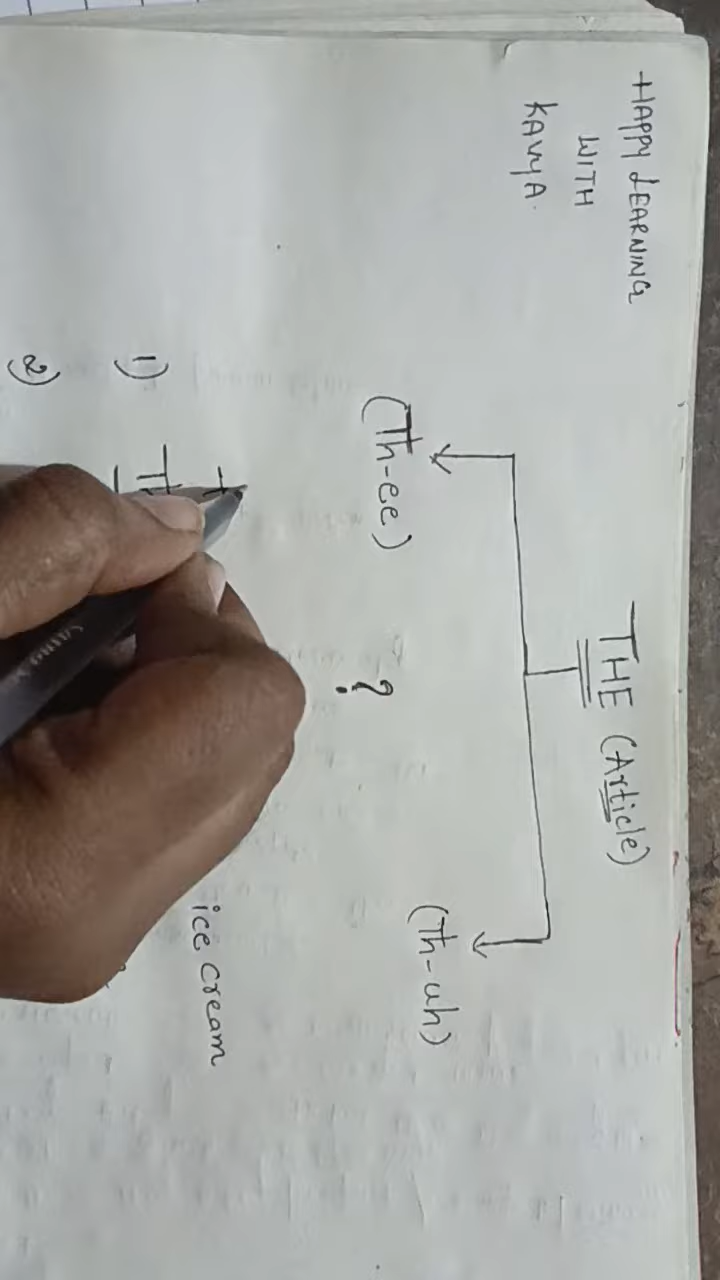 HAPPY LEARNING
WITH
KAVYA.
THE (Article)
(Th-ee) ? (Th-uh)
ice cream
1)
2)